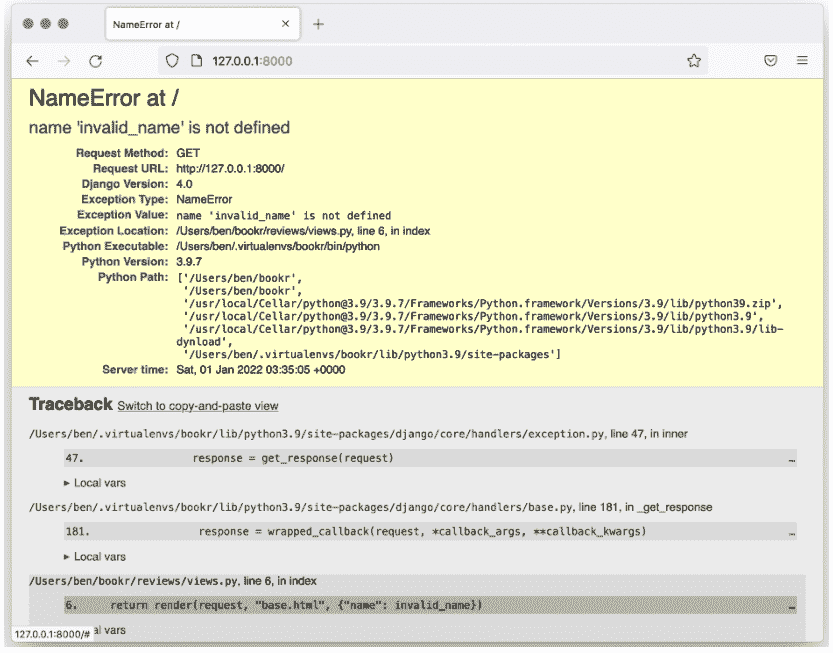 NameError at /
127.0.0.1:8000
NameError at /
name 'invalid_name' is not defined
Request Method: GET
Request URL: http://127.0.0.1:8000/
Django Version: 4.0
Exception Type: NameError
Exception Value: name 'invalid_name' is not defined
Exception Location: /Users/ben/bookr/reviews/views.py, line 6, in index
Python Executable: /Users/ben/.virtualenvs/bookr/bin/python
Python Version: 3.9.7
Python Path: ['/Users/ben/bookr',
'/Users/ben/bookr',
'/usr/local/Cellar/python@3.9/3.9.7/Frameworks/Python.framework/Versions/3.9/lib/python39.zip',
'/usr/local/Cellar/python@3.9/3.9.7/Frameworks/Python.framework/Versions/3.9/lib/python3.9',
'/usr/local/Cellar/python@3.9/3.9.7/Frameworks/Python.framework/Versions/3.9/lib/python3.9/lib-
dynload',
'/Users/ben/.virtualenvs/bookr/lib/python3.9/site-packages']
Server time: Sat, 01 Jan 2022 03:35:05 +0000
Traceback Switch to copy-and-paste view
/Users/ben/.virtualenvs/bookr/lib/python3.9/site-packages/django/core/handlers/exception.py, line 47, in inner
47. response = get_response(request) …
▶ Local vars
/Users/ben/.virtualenvs/bookr/lib/python3.9/site-packages/django/core/handlers/base.py, line 181, in _get_response
181. response = wrapped_callback(request, *callback_args, **callback_kwargs) …
▶ Local vars
/Users/ben/bookr/reviews/views.py, line 6, in index
6. return render(request, "base.html", {"name": invalid_name}) …
127.0.0.1:8000/# al vars